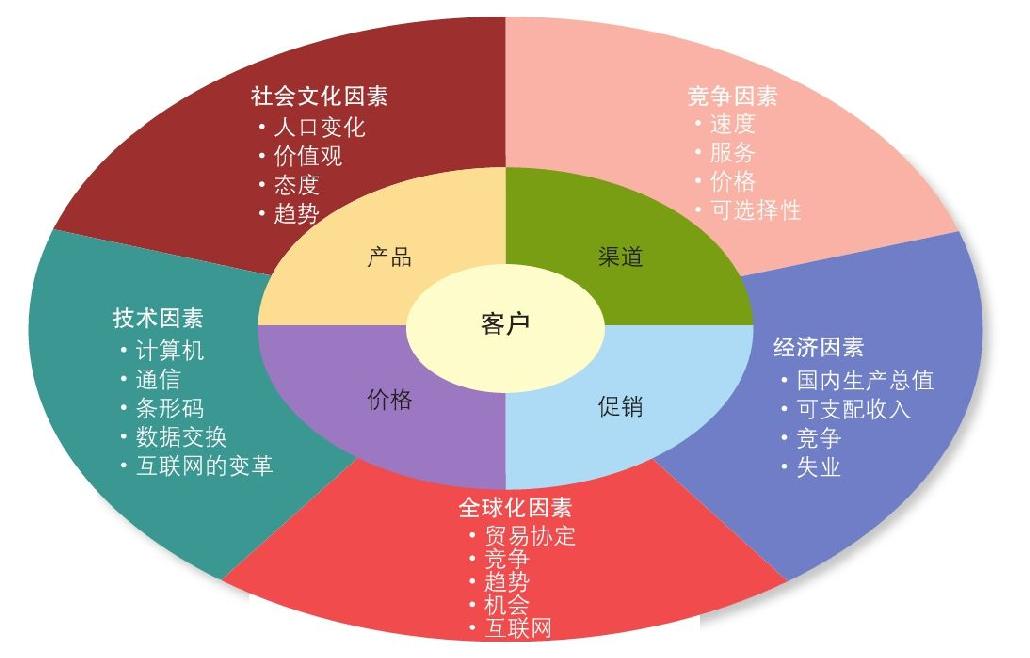 社会文化因素
• 人口变化
• 价值观
• 态度
• 趋势
竞争因素
• 速度
• 服务
• 价格
• 可选择性
产品
渠道
客户
价格
促销
技术因素
• 计算机
• 通信
• 条形码
• 数据交换
• 互联网的变革
经济因素
• 国内生产总值
• 可支配收入
• 竞争
• 失业
全球化因素
• 贸易协定
• 竞争
• 趋势
• 机会
• 互联网